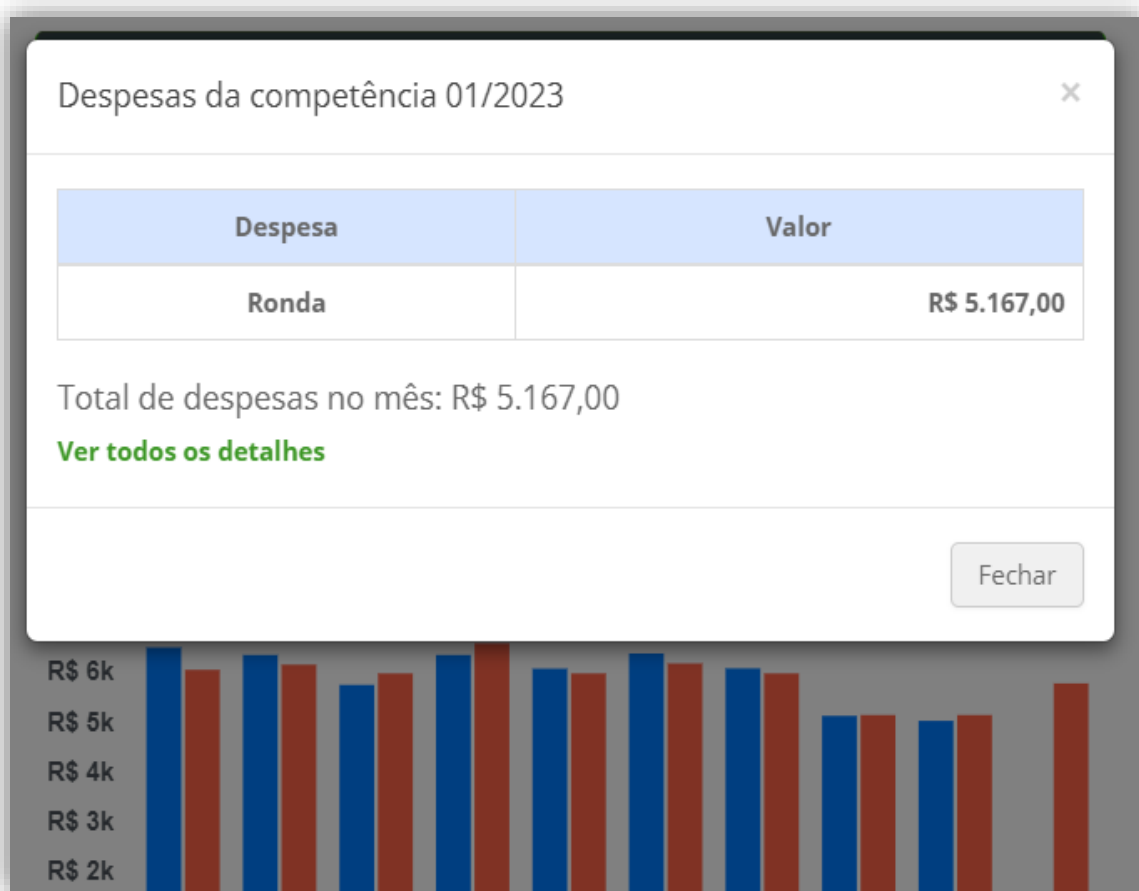 Despesas da competência 01/2023 ×
Despesa Valor
Ronda R$ 5.167,00
Total de despesas no mês: R$ 5.167,00
Ver todos os detalhes
Fechar
R$ 6k
R$ 5k
R$ 4k
R$ 3k
R$ 2k